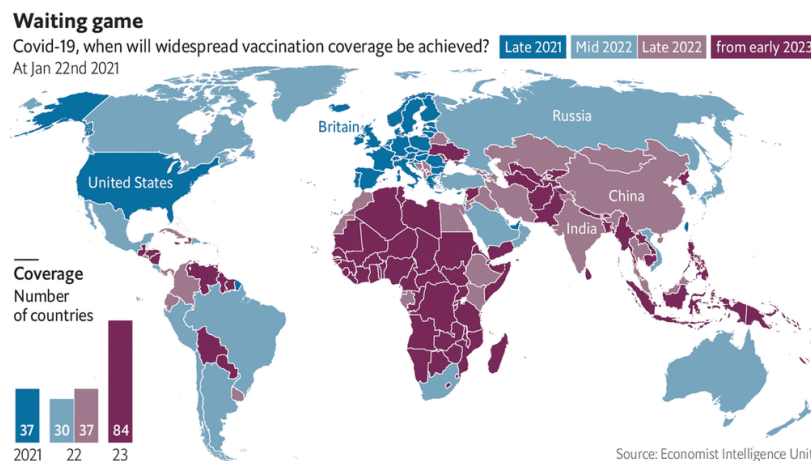 Waiting game
Covid-19, when will widespread vaccination coverage be achieved?
Late 2021 Mid 2022 Late 2022 from early 2023
At Jan 22nd 2021
Russia
Britain
United States
China
India
Coverage
Number
of countries
37 30 37 84
2021 22 23
Source: Economist Intelligence Unit